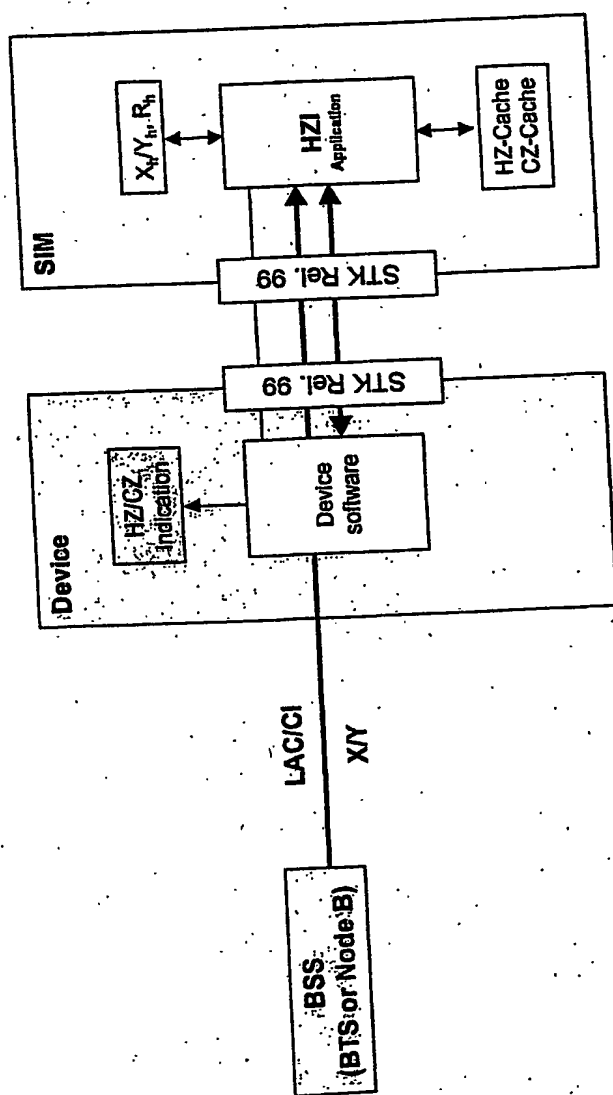 SIM
X_h/Y_h, R_h
HZI
Application
HZ-Cache
CZ-Cache
STK Rel. 99
STK Rel. 99
Device
HZ/CZ
Indication
Device
software
LAC/CI
X/Y
BSS
(BTS or Node B)